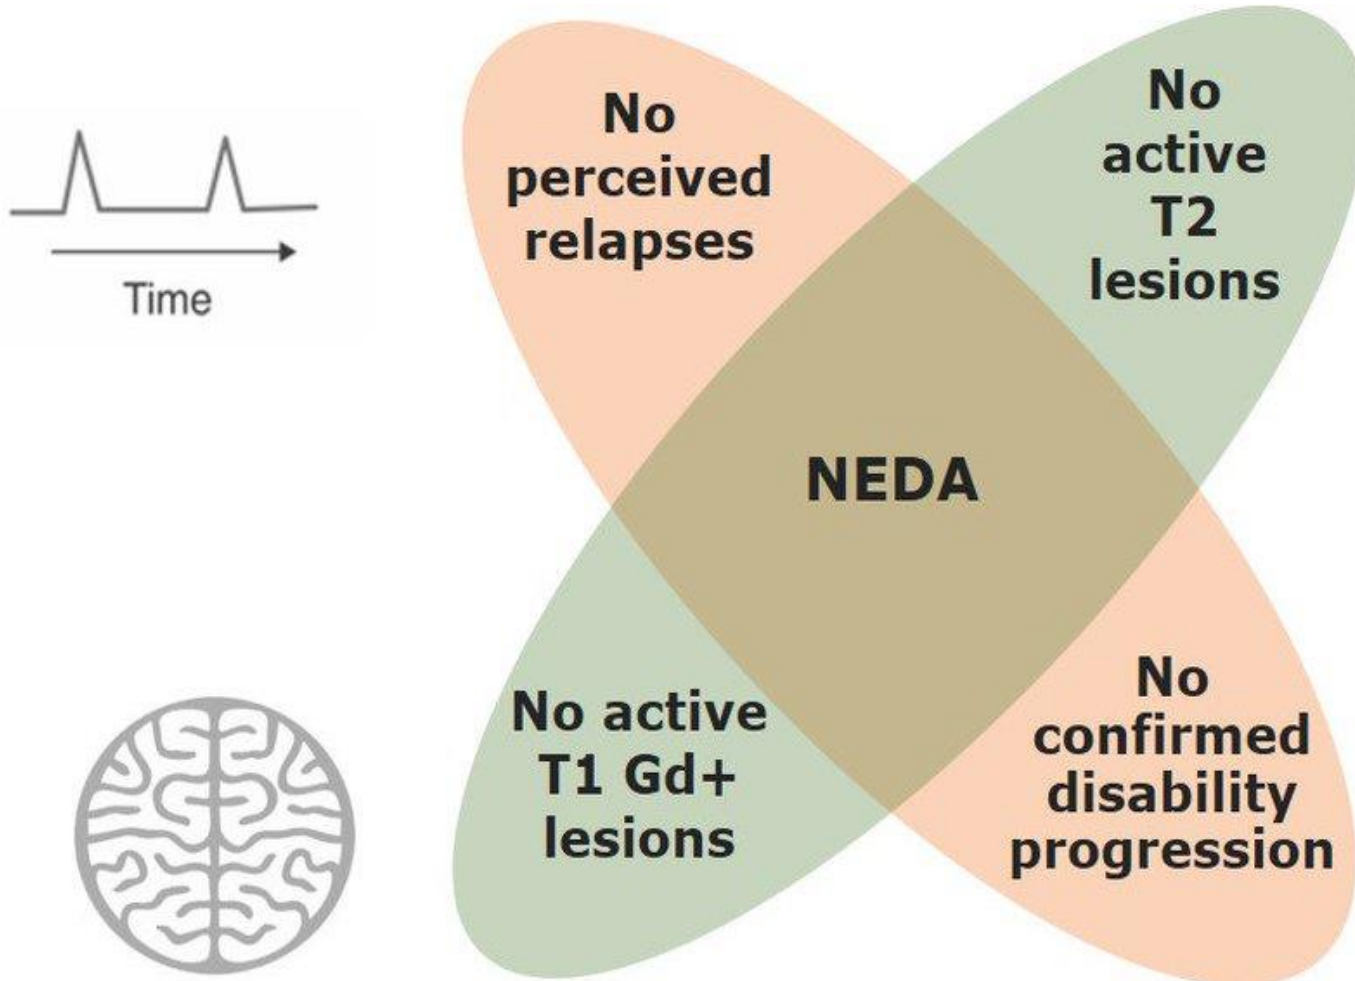 No
perceived
relapses
No
active
T2
lesions
Time
NEDA
No active
T1 Gd+
lesions
No
confirmed
disability
progression